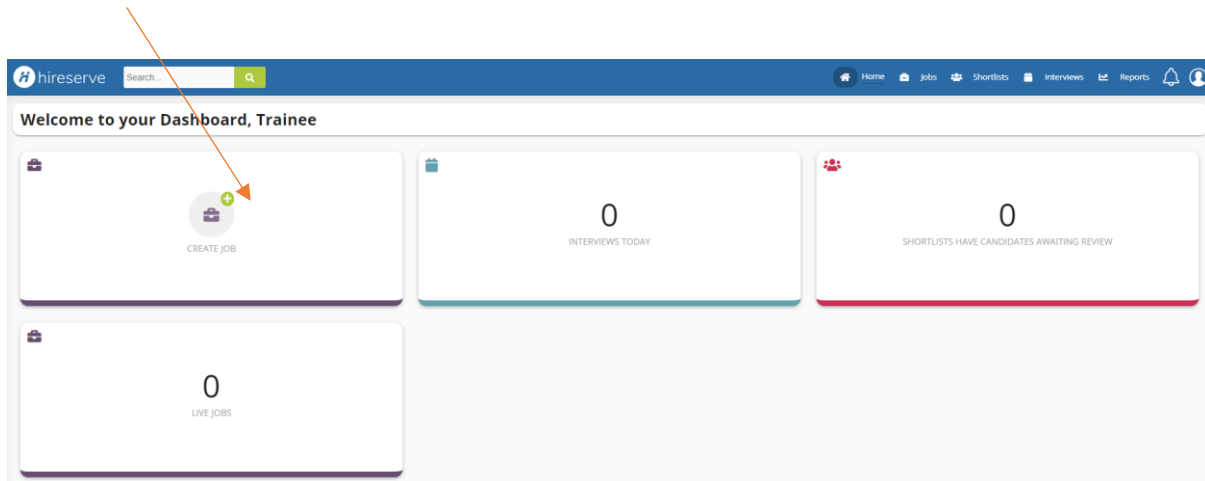 hireserve Search... Home Jobs Shortlists Interviews Reports
Welcome to your Dashboard, Trainee
CREATE JOB
0
INTERVIEWS TODAY
0
SHORTLISTS HAVE CANDIDATES AWAITING REVIEW
0
LIVE JOBS